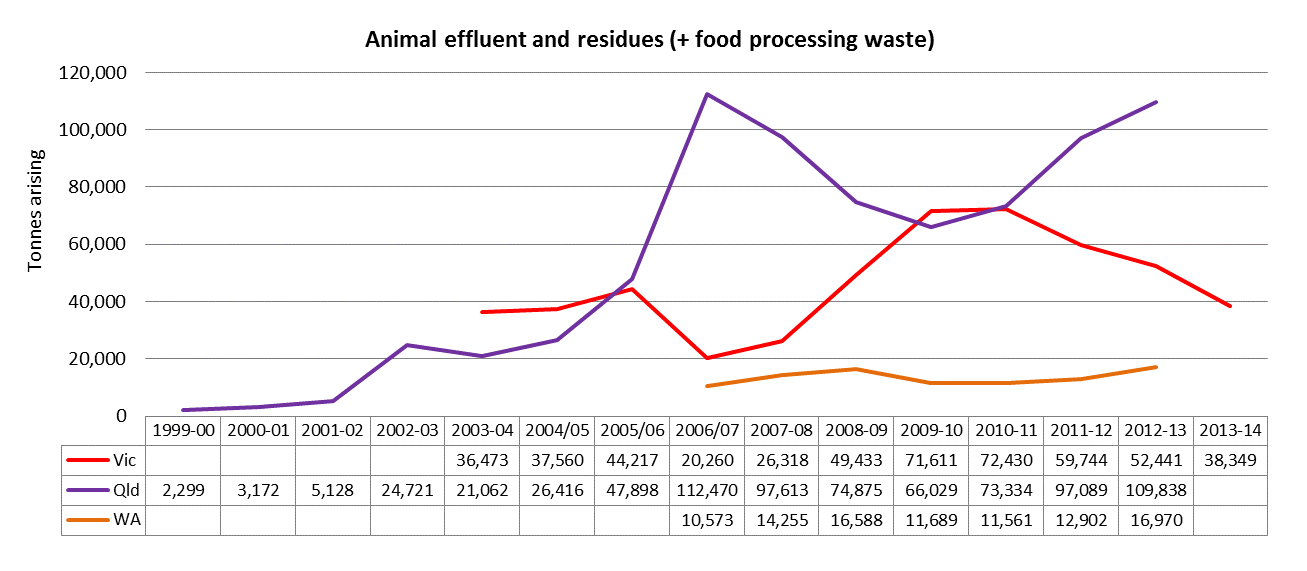 Animal effluent and residues (+ food processing waste)
120,000
100,000
80,000
60,000
40,000
20,000
0
Tonnes arising
1999-00 2000-01 2001-02 2002-03 2003-04 2004/05 2005/06 2006/07 2007-08 2008-09 2009-10 2010-11 2011-12 2012-13 2013-14
Vic 36,473 37,560 44,217 20,260 26,318 49,433 71,611 72,430 59,744 52,441 38,349
Qld 2,299 3,172 5,128 24,721 21,062 26,416 47,898 112,470 97,613 74,875 66,029 73,334 97,089 109,838
WA 10,573 14,255 16,588 11,689 11,561 12,902 16,970